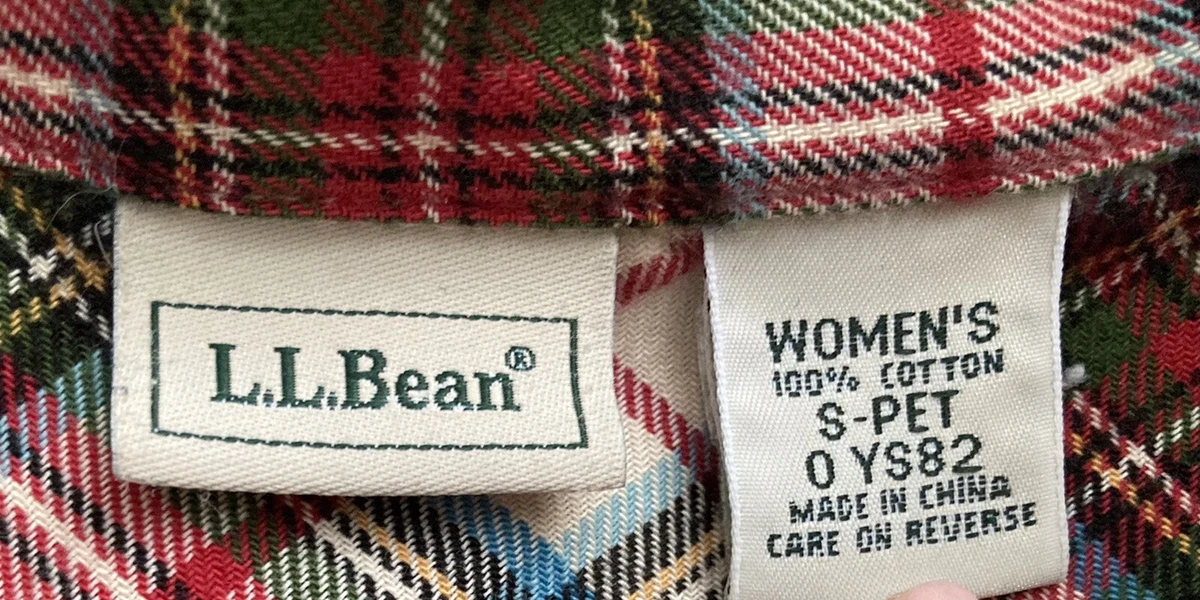 L.L.Bean®
WOMEN'S
100% COTTON
S-PET
0 YS82
MADE IN CHINA
CARE ON REVERSE